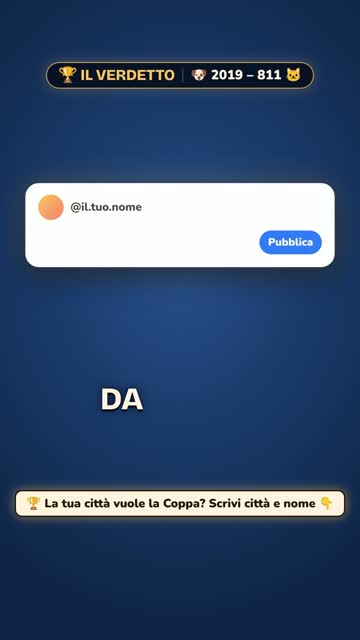 🏆 IL VERDETTO | 🐶 2019 – 811 🐱
@il.tuo.nome
Pubblica
DA
🏆 La tua città vuole la Coppa? Scrivi città e nome 👇